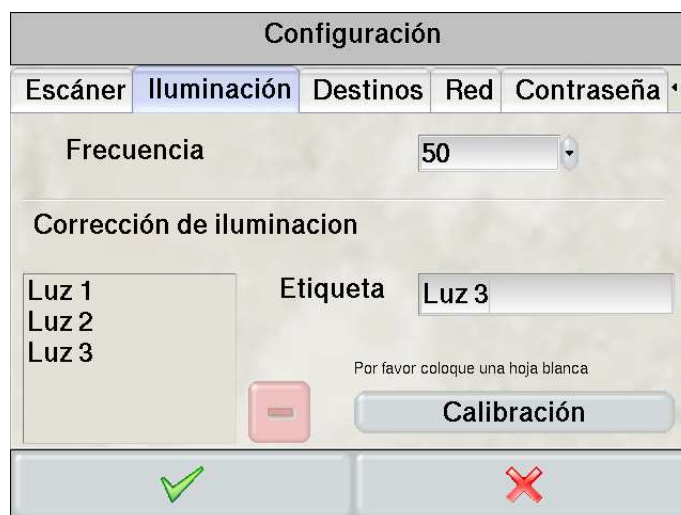 Configuración
Escáner Iluminación Destinos Red Contraseña
Frecuencia 50
Corrección de iluminacion
Luz 1
Luz 2
Luz 3
Etiqueta Luz 3
Por favor coloque una hoja blanca
Calibración